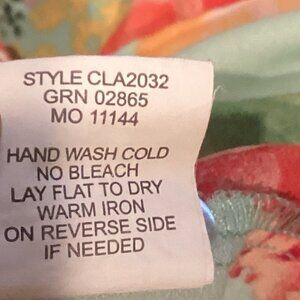 STYLE CLA2032
GRN 02865
MO 11144
HAND WASH COLD
NO BLEACH
LAY FLAT TO DRY
WARM IRON
ON REVERSE SIDE
IF NEEDED